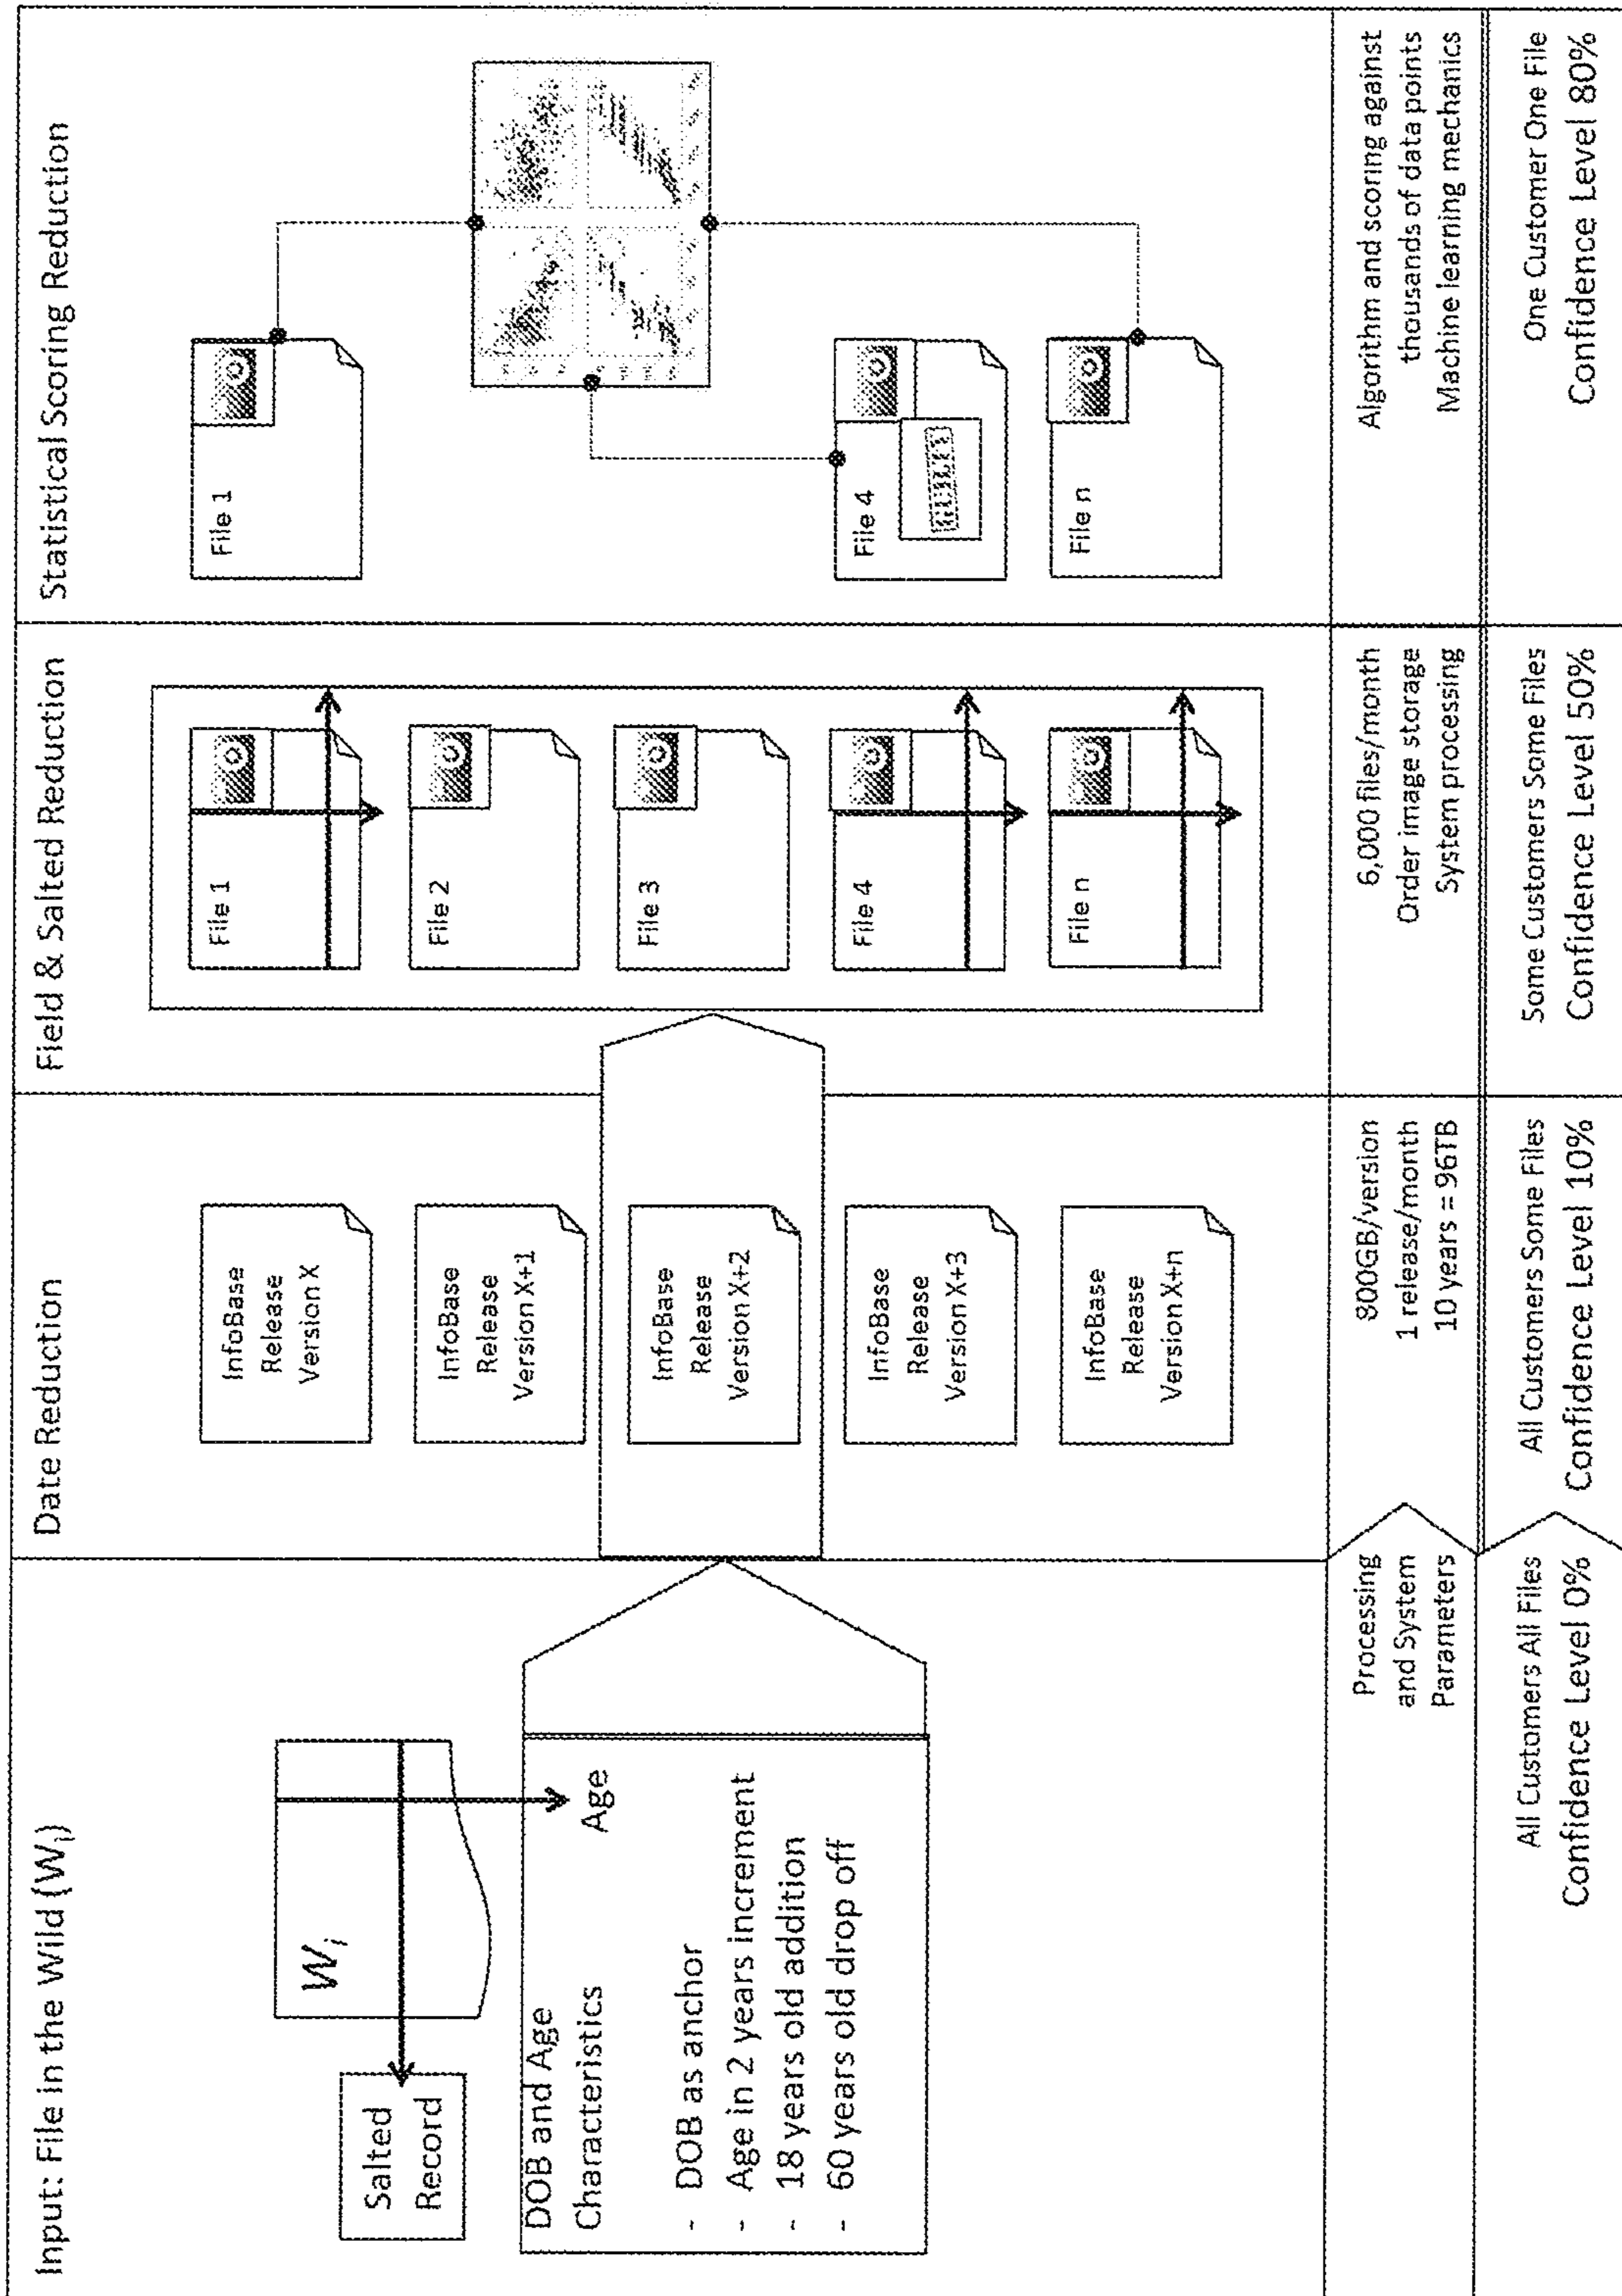 Input: File in the Wild (Wi)
Wi
Salted
Record
Age
DOB and Age
Characteristics
- DOB as anchor
- Age in 2 years increment
- 18 years old addition
- 60 years old drop off
Date Reduction
InfoBase
Release
Version X
InfoBase
Release
Version X+1
InfoBase
Release
Version X+2
InfoBase
Release
Version X+3
InfoBase
Release
Version X+n
Field & Salted Reduction
File 1
File 2
File 3
File 4
File n
Statistical Scoring Reduction
File 1
File 4
GUILTY
File n
Processing
and System
Parameters
800GB/version
1 release/month
10 years = 96TB
6,000 files/month
Order image storage
System processing
Algorithm and scoring against
thousands of data points
Machine learning mechanics
All Customers All Files
Confidence Level 0%
All Customers Some Files
Confidence Level 10%
Some Customers Some Files
Confidence Level 50%
One Customer One File
Confidence Level 80%